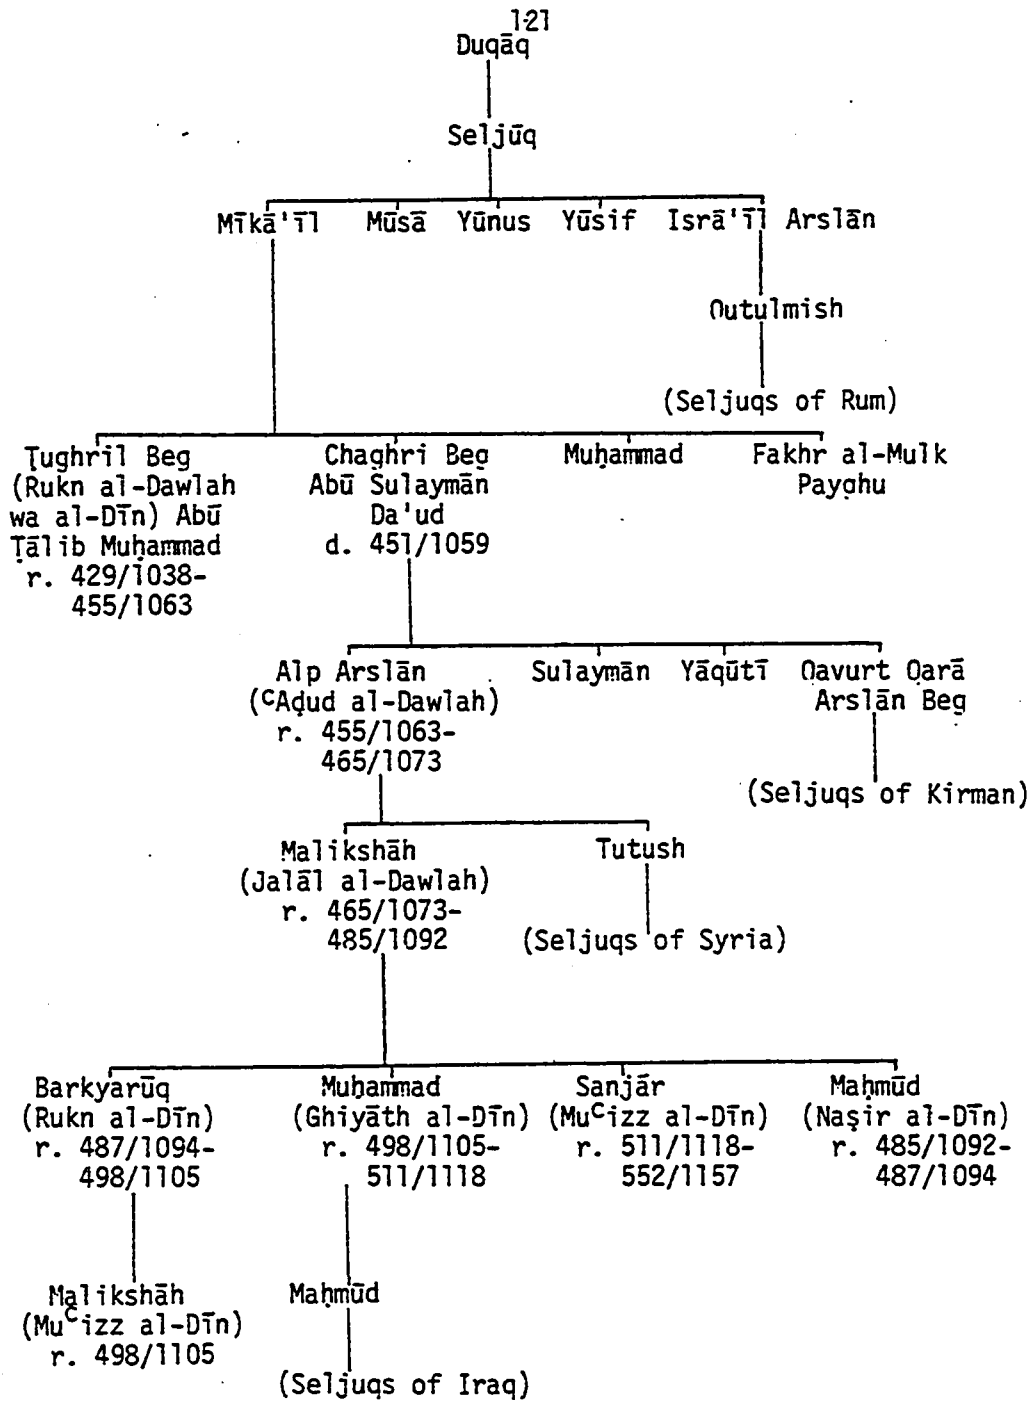 121
Duqāq
Seljūq
Mīkā'īl Mūsā Yūnus Yūsif Isrā'īl Arslān
Qutulmish
(Seljuqs of Rum)
Ṭughril Beg
(Rukn al-Dawlah
wa al-Dīn) Abū
Ṭālib Muḥammad
r. 429/1038-
455/1063
Chaghri Beg
Abū Sulaymān
Da'ud
d. 451/1059
Muḥammad
Fakhr al-Mulk
Payghu
Alp Arslān
(ᶜAḍud al-Dawlah)
r. 455/1063-
465/1073
Sulaymān
Yāqūtī
Qavurt Qarā
Arslān Beg
(Seljuqs of Kirman)
Malikshāh
(Jalāl al-Dawlah)
r. 465/1073-
485/1092
Tutush
(Seljuqs of Syria)
Barkyarūq
(Rukn al-Dīn)
r. 487/1094-
498/1105
Muḥammad
(Ghiyāth al-Dīn)
r. 498/1105-
511/1118
Sanjār
(Muᶜizz al-Dīn)
r. 511/1118-
552/1157
Maḥmūd
(Naṣir al-Dīn)
r. 485/1092-
487/1094
Malikshāh
(Muᶜizz al-Dīn)
r. 498/1105
Maḥmūd
(Seljuqs of Iraq)